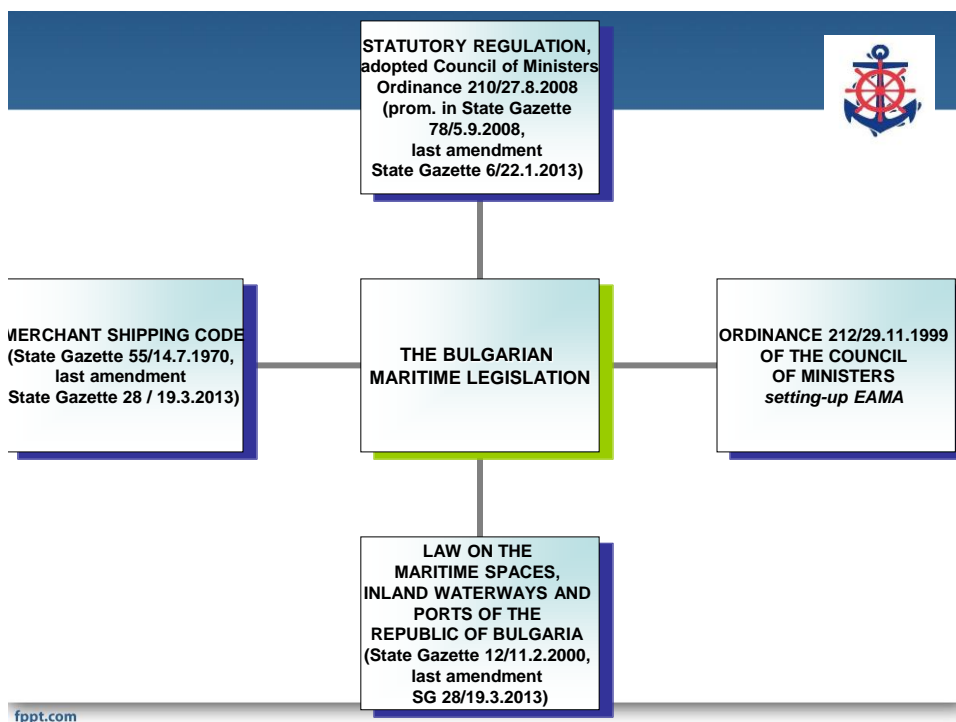 STATUTORY REGULATION,
adopted Council of Ministers
Ordinance 210/27.8.2008
(prom. in State Gazette
78/5.9.2008,
last amendment
State Gazette 6/22.1.2013)
MERCHANT SHIPPING CODE
(State Gazette 55/14.7.1970,
last amendment
State Gazette 28 / 19.3.2013)
THE BULGARIAN
MARITIME LEGISLATION
ORDINANCE 212/29.11.1999
OF THE COUNCIL
OF MINISTERS
setting-up EAMA
LAW ON THE
MARITIME SPACES,
INLAND WATERWAYS AND
PORTS OF THE
REPUBLIC OF BULGARIA
(State Gazette 12/11.2.2000,
last amendment
SG 28/19.3.2013)
fppt.com